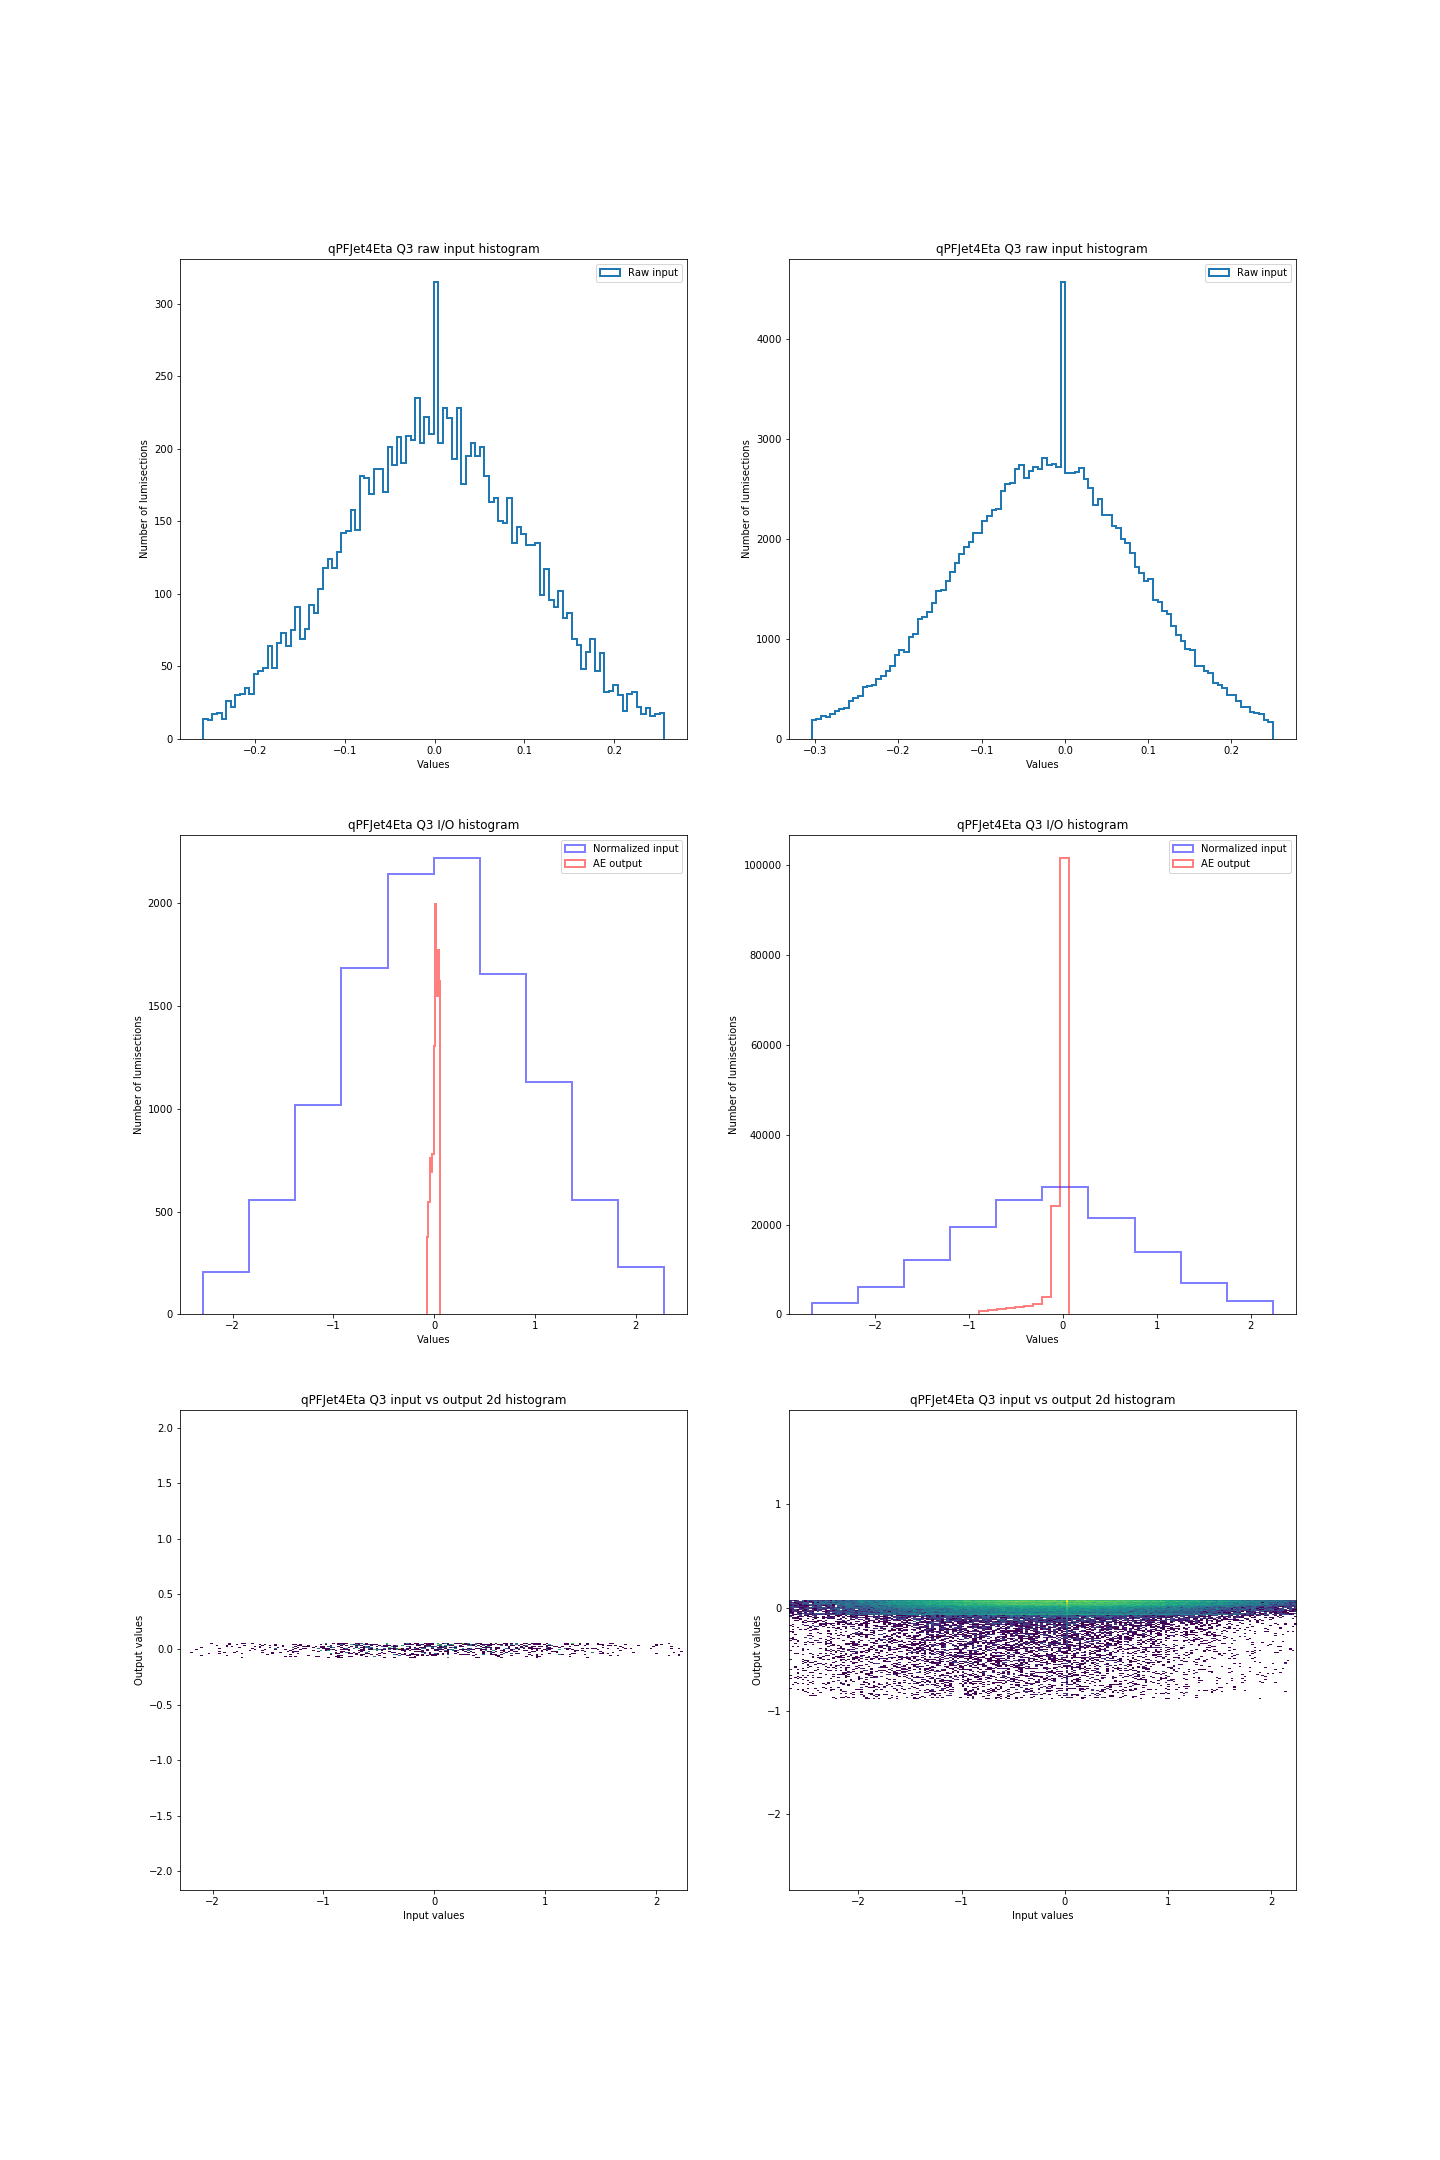 qPFJet4Eta Q3 raw input histogram
Raw input
300
250
200
150
100
50
0
Number of lumisections
−0.2
−0.1
0.0
0.1
0.2
Values
qPFJet4Eta Q3 raw input histogram
Raw input
4000
3000
2000
1000
0
Number of lumisections
−0.3
−0.2
−0.1
0.0
0.1
0.2
Values
qPFJet4Eta Q3 I/O histogram
Normalized input
AE output
2000
1500
1000
500
0
Number of lumisections
−2
−1
0
1
2
Values
qPFJet4Eta Q3 I/O histogram
Normalized input
AE output
100000
80000
60000
40000
20000
0
Number of lumisections
−2
−1
0
1
2
Values
qPFJet4Eta Q3 input vs output 2d histogram
2.0
1.5
1.0
0.5
0.0
−0.5
−1.0
−1.5
−2.0
Output values
−2
−1
0
1
2
Input values
qPFJet4Eta Q3 input vs output 2d histogram
1
0
−1
−2
Output values
−2
−1
0
1
2
Input values